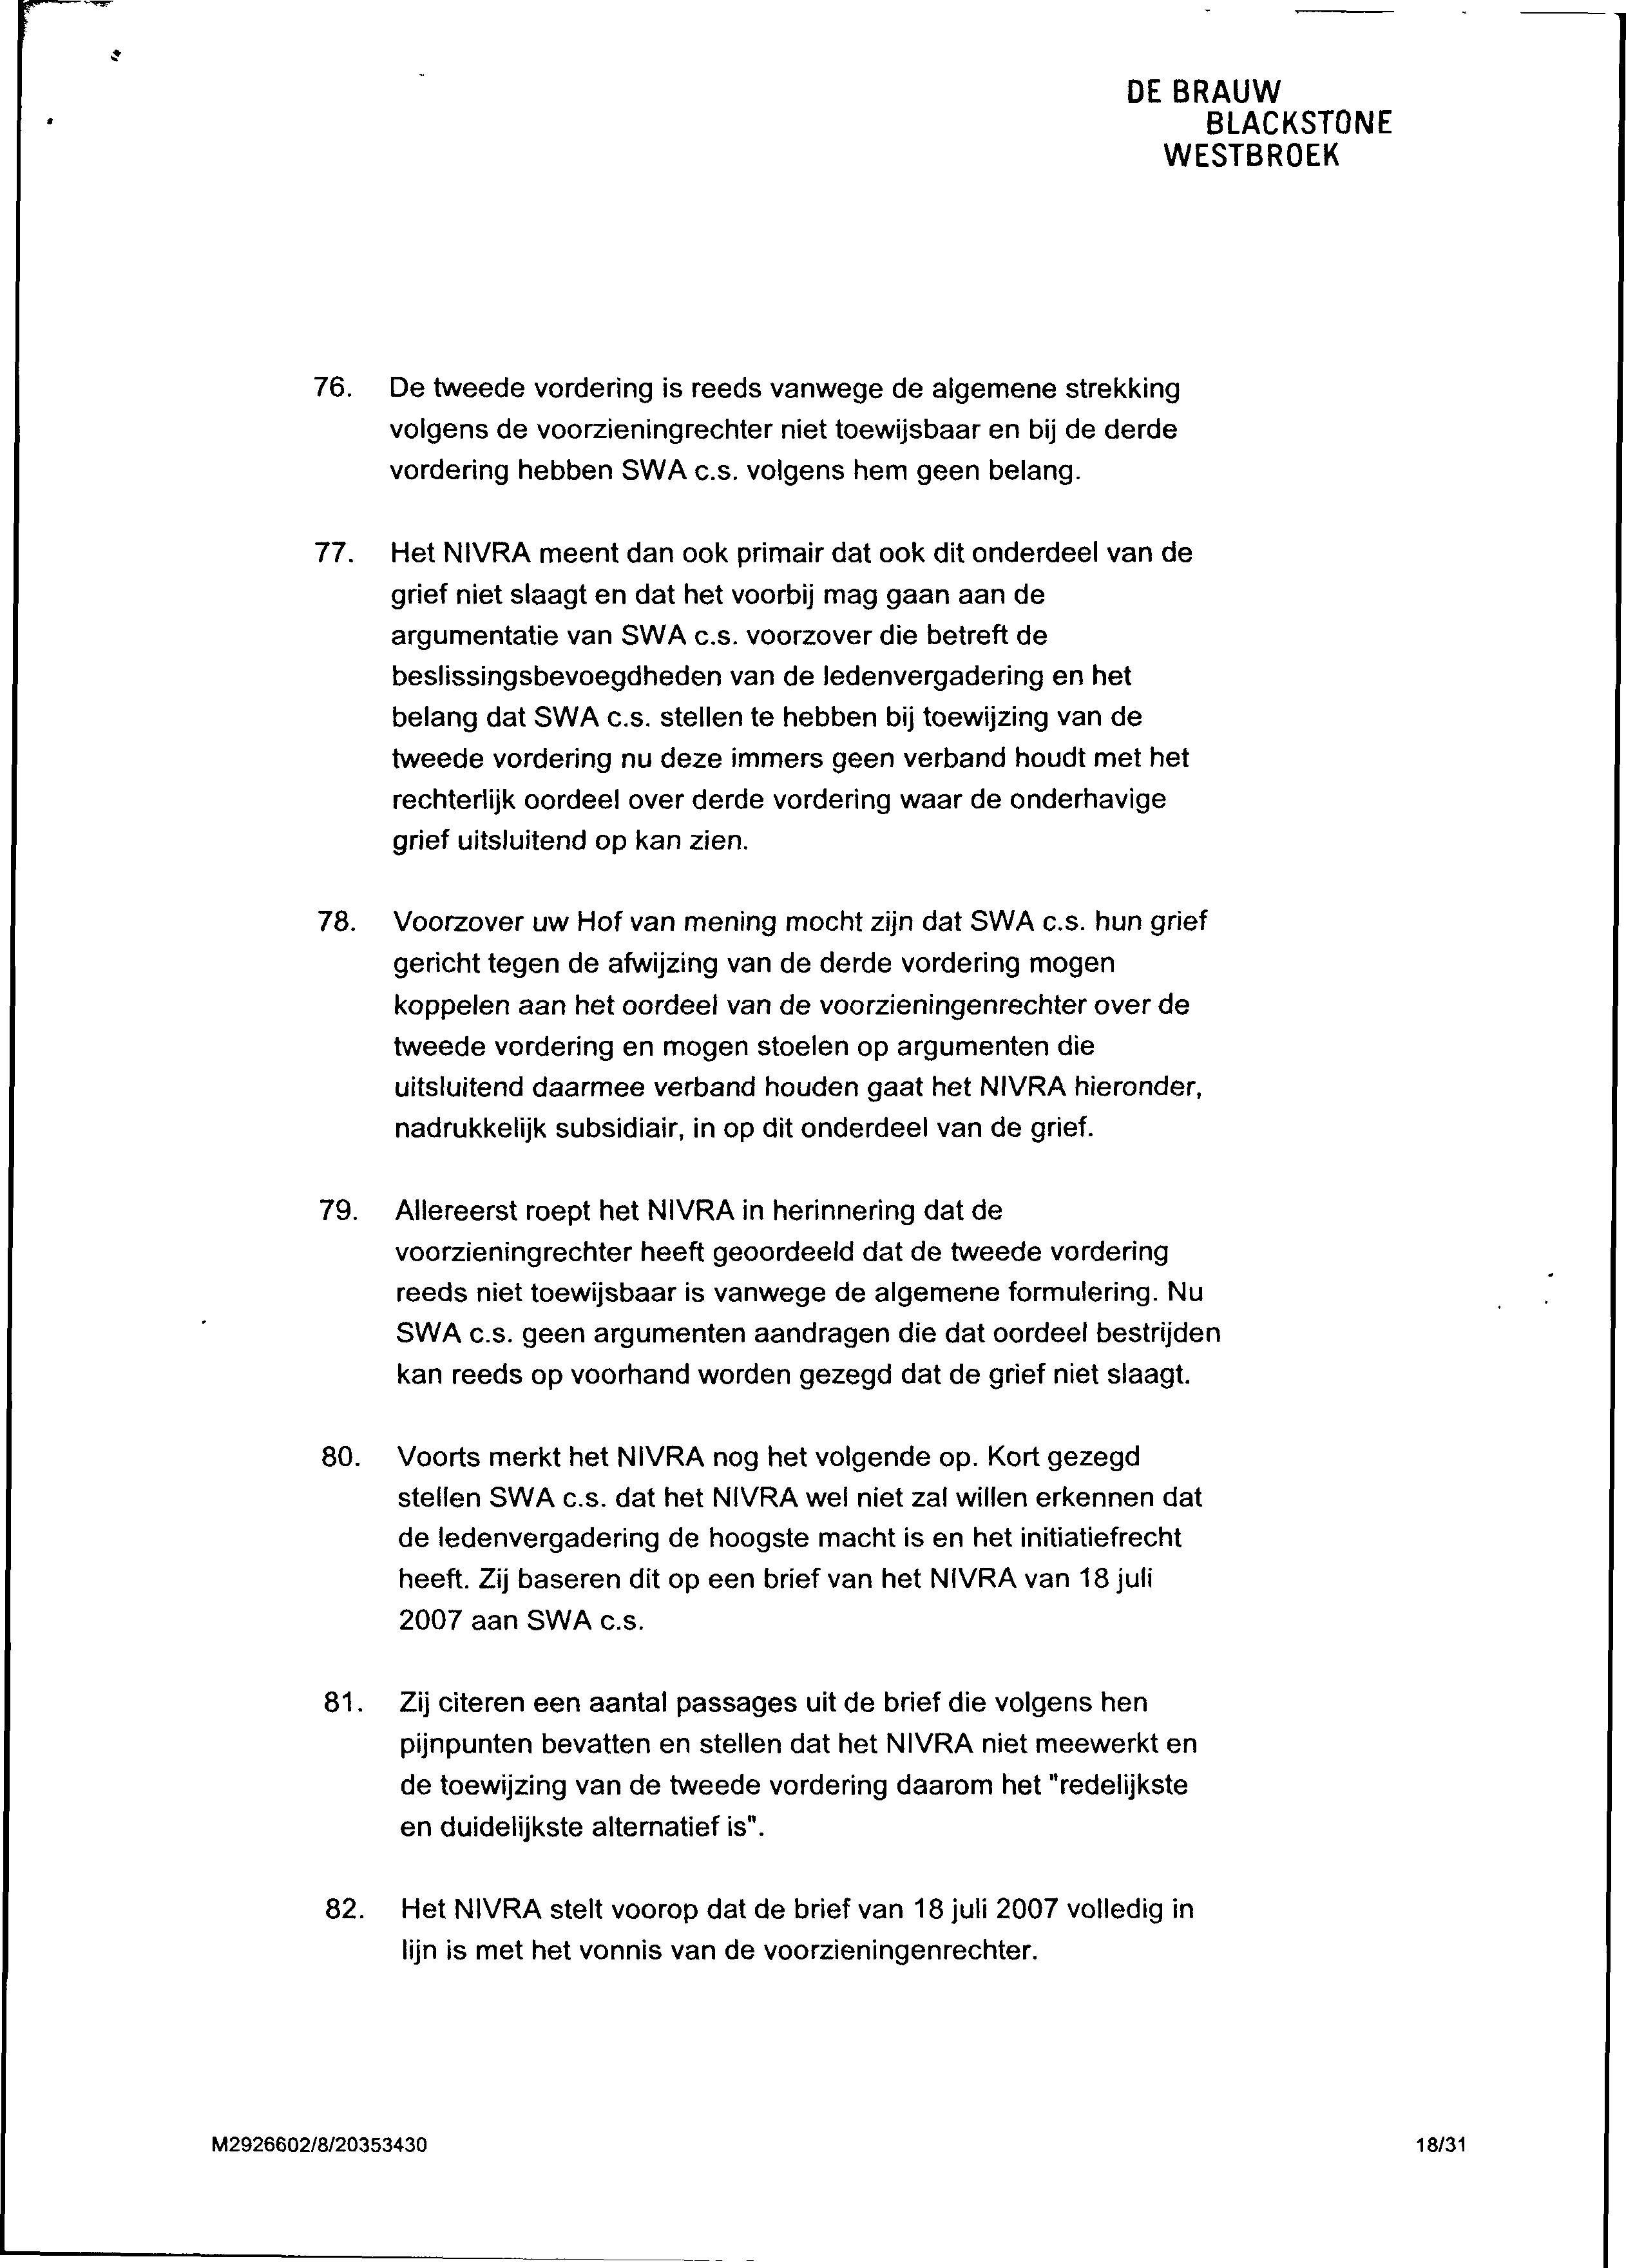 DE BRAUW
BLACKSTONE
WESTBROEK
76. De tweede vordering is reeds vanwege de algemene strekking
volgens de voorzieningrechter niet toewijsbaar en bij de derde
vordering hebben SWA c.s. volgens hem geen belang.
77. Het NIVRA meent dan ook primair dat ook dit onderdeel van de
grief niet slaagt en dat het voorbij mag gaan aan de
argumentatie van SWA c.s. voorzover die betreft de
beslissingsbevoegdheden van de ledenvergadering en het
belang dat SWA c.s. stellen te hebben bij toewijzing van de
tweede vordering nu deze immers geen verband houdt met het
rechterlijk oordeel over derde vordering waar de onderhavige
grief uitsluitend op kan zien.
78. Voorzover uw Hof van mening mocht zijn dat SWA c.s. hun grief
gericht tegen de afwijzing van de derde vordering mogen
koppelen aan het oordeel van de voorzieningenrechter over de
tweede vordering en mogen stoelen op argumenten die
uitsluitend daarmee verband houden gaat het NIVRA hieronder,
nadrukkelijk subsidiair, in op dit onderdeel van de grief.
79. Allereerst roept het NIVRA in herinnering dat de
voorzieningrechter heeft geoordeeld dat de tweede vordering
reeds niet toewijsbaar is vanwege de algemene formulering. Nu
SWA c.s. geen argumenten aandragen die dat oordeel bestrijden
kan reeds op voorhand worden gezegd dat de grief niet slaagt.
80. Voorts merkt het NIVRA nog het volgende op. Kort gezegd
stellen SWA c.s. dat het NIVRA wel niet zal willen erkennen dat
de ledenvergadering de hoogste macht is en het initiatiefrecht
heeft. Zij baseren dit op een brief van het NIVRA van 18 juli
2007 aan SWA c.s.
81. Zij citeren een aantal passages uit de brief die volgens hen
pijnpunten bevatten en stellen dat het NIVRA niet meewerkt en
de toewijzing van de tweede vordering daarom het "redelijkste
en duidelijkste alternatief is".
82. Het NIVRA stelt voorop dat de brief van 18 juli 2007 volledig in
lijn is met het vonnis van de voorzieningenrechter.
M2926602/8/20353430 18/31